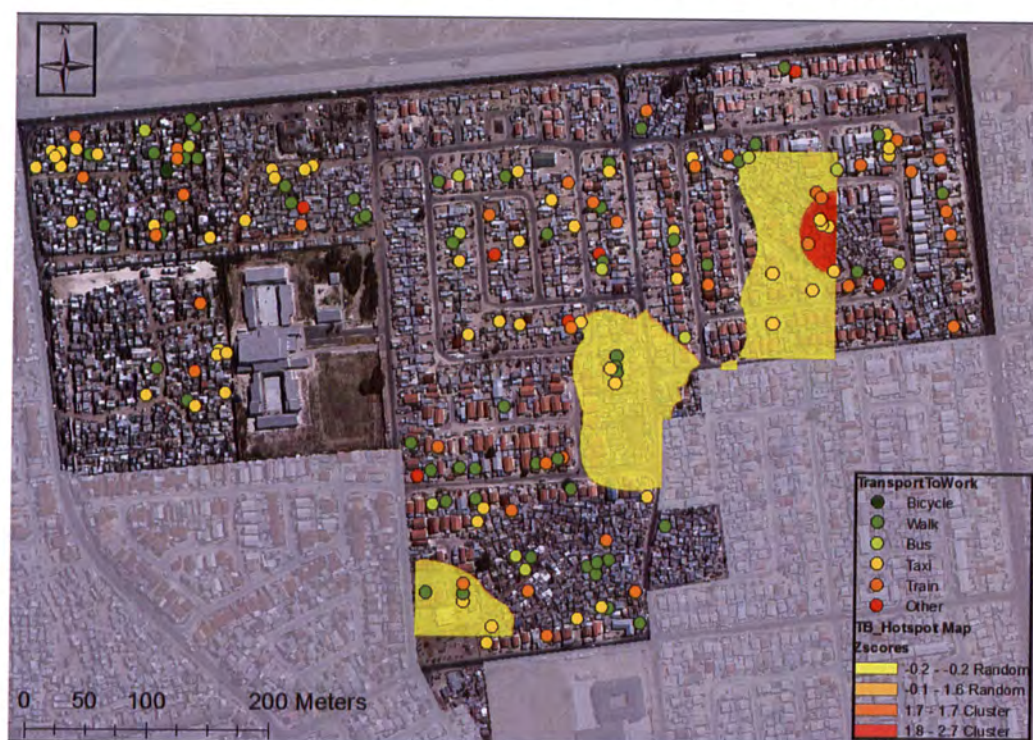 N
TransportToWork
Bicycle
Walk
Bus
Taxi
Train
Other
TB_Hotspot Map
Zscores
-0.2 - -0.2 Random
-0.1 - 1.6 Random
1.7 - 1.7 Cluster
1.8 - 2.7 Cluster
0 50 100 200 Meters